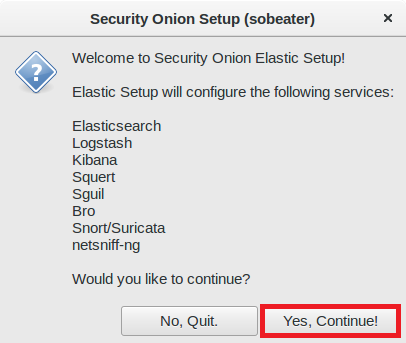 Security Onion Setup (sobeater)
Welcome to Security Onion Elastic Setup!
Elastic Setup will configure the following services:
Elasticsearch
Logstash
Kibana
Squert
Sguil
Bro
Snort/Suricata
netsniff-ng
Would you like to continue?
No, Quit.
Yes, Continue!